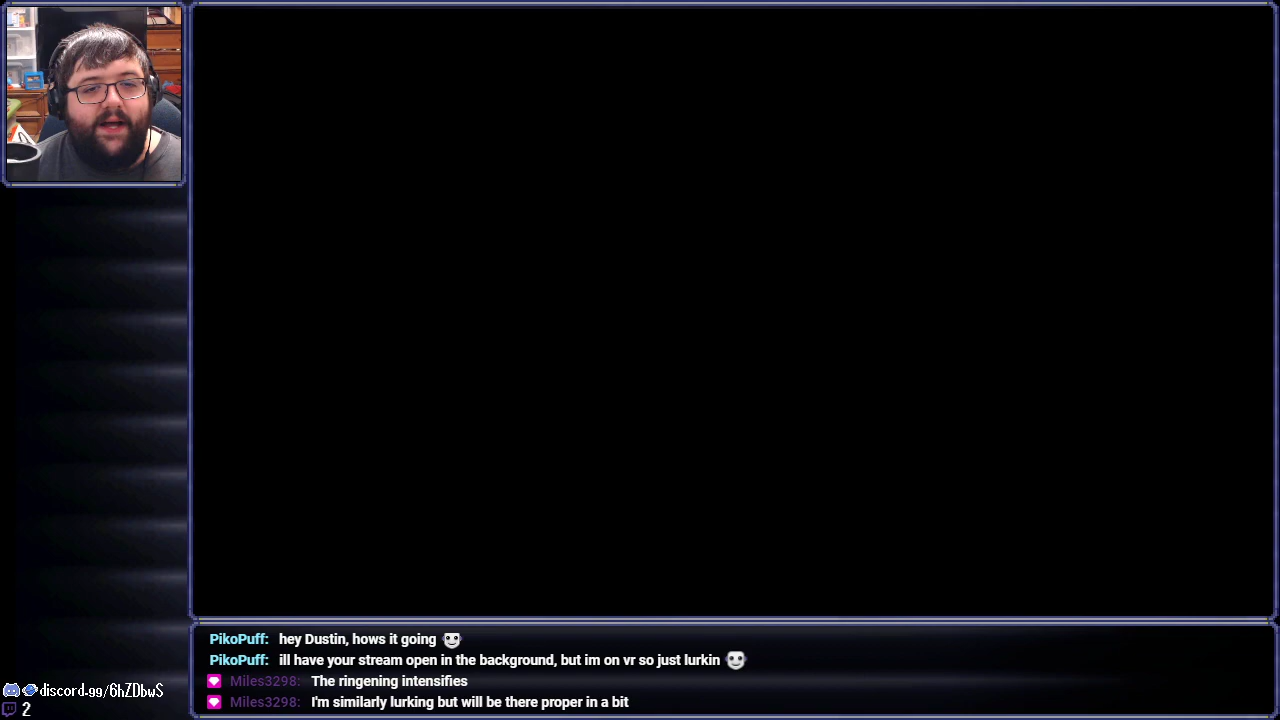 PikoPuff: hey Dustin, hows it going
PikoPuff: ill have your stream open in the background, but im on vr so just lurkin
Miles3298: The ringening intensifies
Miles3298: I'm similarly lurking but will be there proper in a bit
discord.gg/6hZDbwS
2